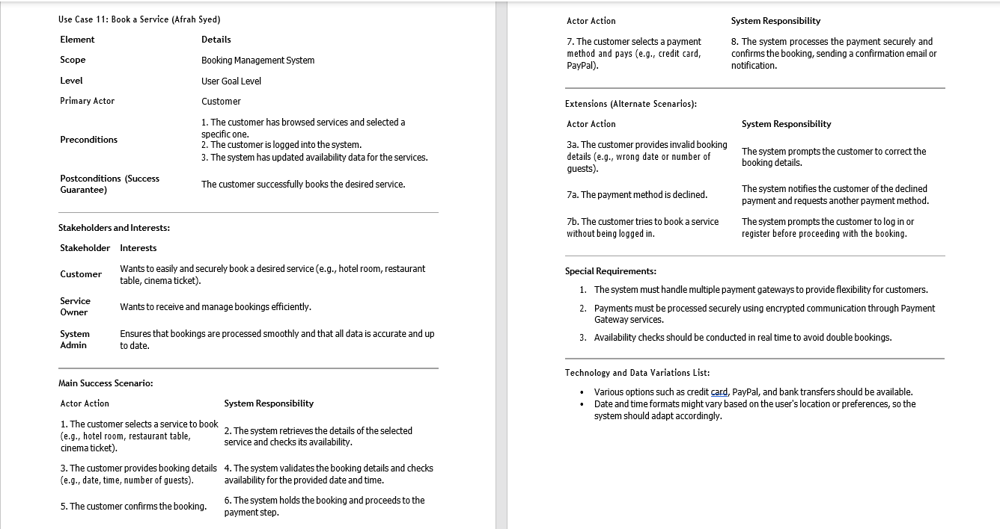 Use Case 11: Book a Service (Afrah Syed)
Element Details
Scope Booking Management System
Level User Goal Level
Primary Actor Customer
Preconditions
1. The customer has browsed services and selected a
specific one.
2. The customer is logged into the system.
3. The system has updated availability data for the services.
Postconditions (Success
Guarantee)
The customer successfully books the desired service.
Stakeholders and Interests:
Stakeholder Interests
Customer
Wants to easily and securely book a desired service (e.g., hotel room, restaurant
table, cinema ticket).
Service
Owner
Wants to receive and manage bookings efficiently.
System
Admin
Ensures that bookings are processed smoothly and that all data is accurate and up
to date.
Main Success Scenario:
Actor Action System Responsibility
1. The customer selects a service to book
(e.g., hotel room, restaurant table,
cinema ticket).
2. The system retrieves the details of the selected
service and checks its availability.
3. The customer provides booking details
(e.g., date, time, number of guests).
4. The system validates the booking details and checks
availability for the provided date and time.
5. The customer confirms the booking.
6. The system holds the booking and proceeds to the
payment step.
Actor Action System Responsibility
7. The customer selects a payment
method and pays (e.g., credit card,
PayPal).
8. The system processes the payment securely and
confirms the booking, sending a confirmation email or
notification.
Extensions (Alternate Scenarios):
Actor Action System Responsibility
3a. The customer provides invalid booking
details (e.g., wrong date or number of
guests).
The system prompts the customer to correct the
booking details.
7a. The payment method is declined.
The system notifies the customer of the declined
payment and requests another payment method.
7b. The customer tries to book a service
without being logged in.
The system prompts the customer to log in or
register before proceeding with the booking.
Special Requirements:
1. The system must handle multiple payment gateways to provide flexibility for customers.
2. Payments must be processed securely using encrypted communication through Payment
Gateway services.
3. Availability checks should be conducted in real time to avoid double bookings.
Technology and Data Variations List:
• Various options such as credit card, PayPal, and bank transfers should be available.
• Date and time formats might vary based on the user's location or preferences, so the
system should adapt accordingly.